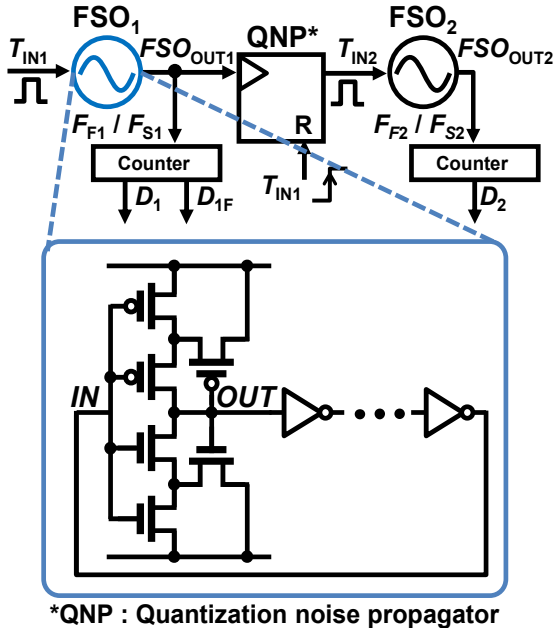 FSO1
QNP*
FSO2
TIN1
FSOOUT1
TIN2
FSOOUT2
R
FF1 / FS1
FF2 / FS2
Counter
TIN1
Counter
D1
D1F
D2
IN
OUT
*QNP : Quantization noise propagator